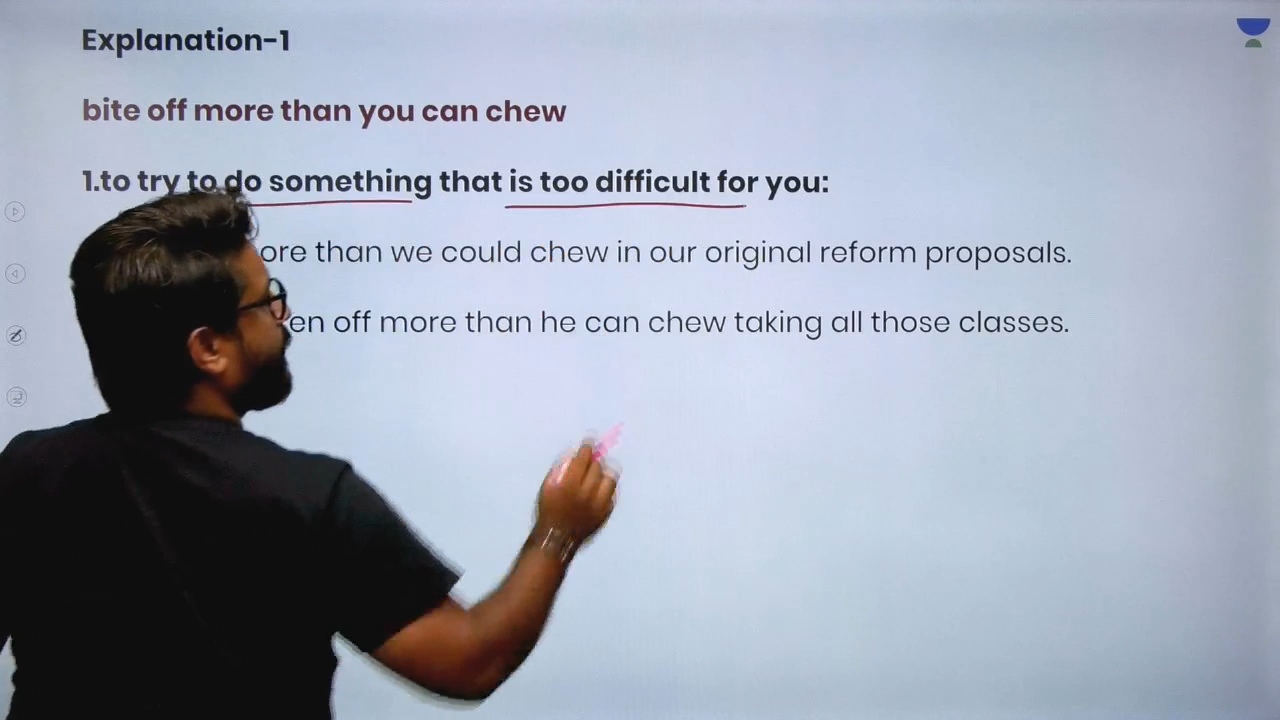 Explanation-1
bite off more than you can chew
1.to try to do something that is too difficult for you:
than we could chew in our original reform proposals.
off more than he can chew taking all those classes.